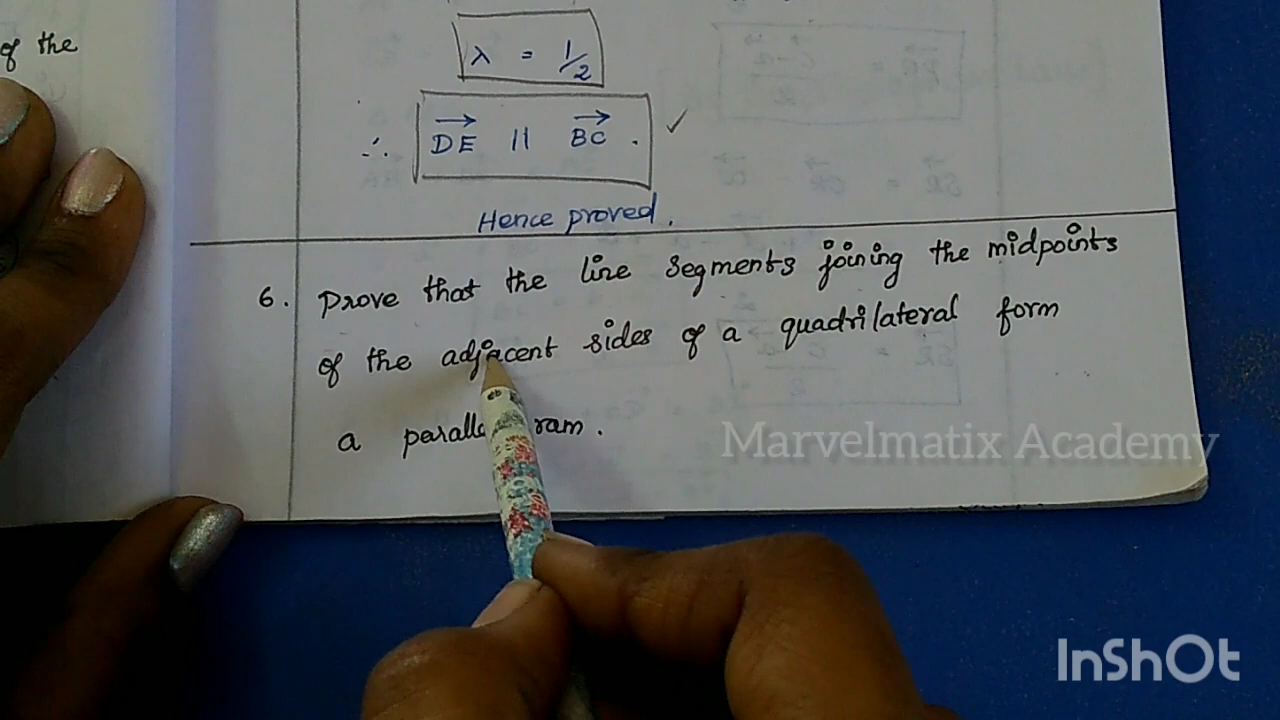 of the
λ = 1/2
∴ DE || BC .
Hence proved.
6. Prove that the line segments joining the midpoints
of the adjacent sides of a quadrilateral form
a ram.
Marvelmatix Academy
InShOt